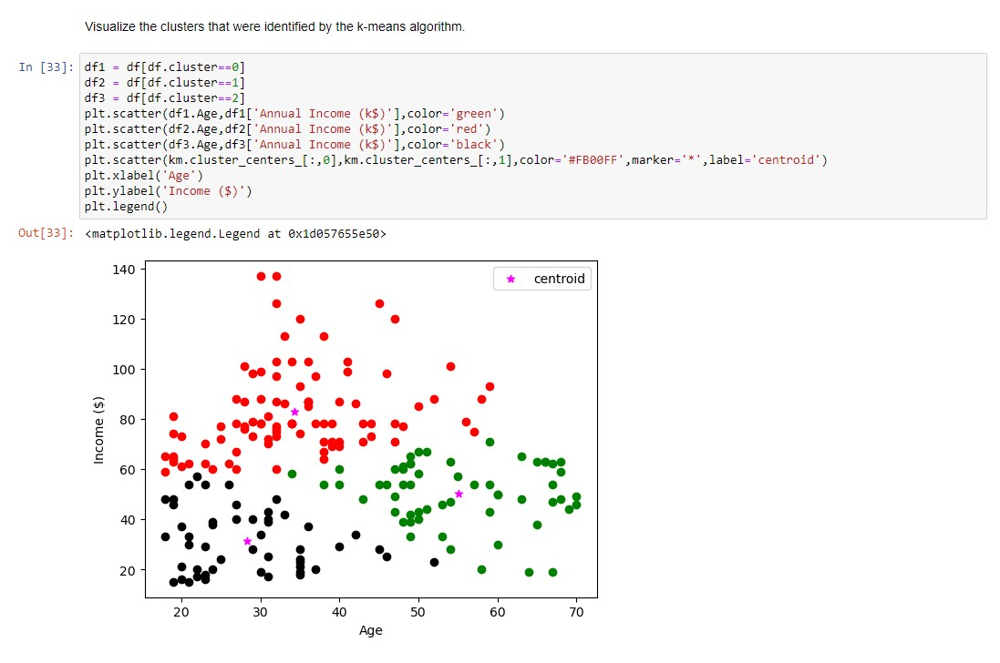 Visualize the clusters that were identified by the k-means algorithm.
In [33]:
df1 = df[df.cluster==0]
df2 = df[df.cluster==1]
df3 = df[df.cluster==2]
plt.scatter(df1.Age,df1['Annual Income (k$)'],color='green')
plt.scatter(df2.Age,df2['Annual Income (k$)'],color='red')
plt.scatter(df3.Age,df3['Annual Income (k$)'],color='black')
plt.scatter(km.cluster_centers_[:,0],km.cluster_centers_[:,1],color='#FB00FF',marker='*',label='centroid')
plt.xlabel('Age')
plt.ylabel('Income ($)')
plt.legend()
Out[33]: <matplotlib.legend.Legend at 0x1d057655e50>
centroid
140
120
100
80
60
40
20
Income ($)
20 30 40 50 60 70
Age